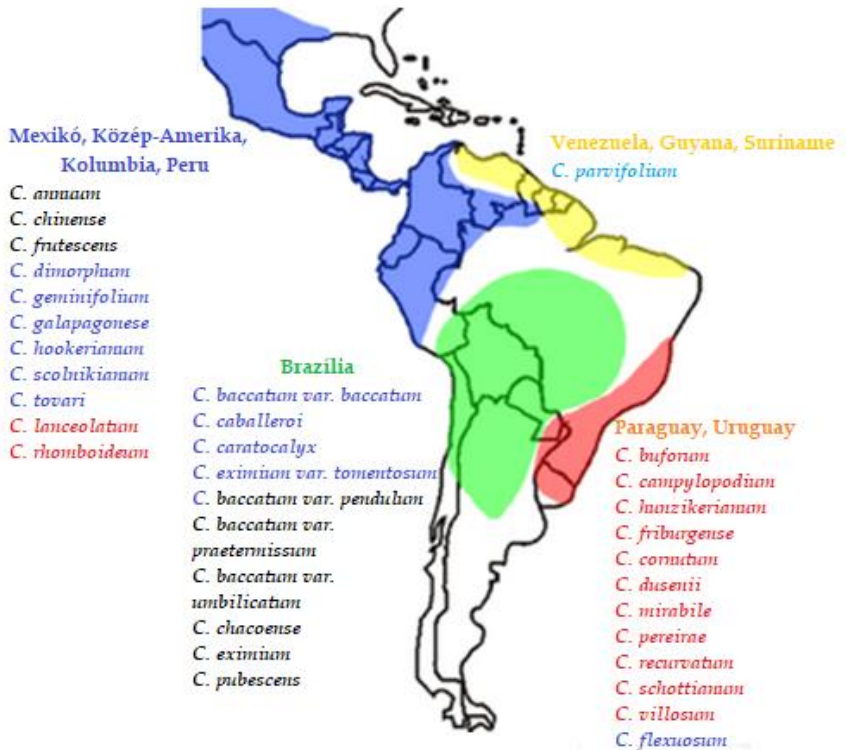 Mexikó, Közép-Amerika,
Kolumbia, Peru
C. annuum
C. chinense
C. frutescens
C. dimorphum
C. geminifolium
C. galapagonese
C. hookerianum
C. scolnikianum
C. tovari
C. lanceolatum
C. rhomboideum
Brazília
C. baccatum var. baccatum
C. caballeroi
C. caratocalyx
C. eximium var. tomentosum
C. baccatum var. pendulum
C. baccatum var.
praetermissum
C. baccatum var.
umbilicatum
C. chacoense
C. eximium
C. pubescens
Venezuela, Guyana, Suriname
C. parvifolium
Paraguay, Uruguay
C. buforum
C. campylopodium
C. hunzikerianum
C. friburgense
C. cornutum
C. dusenii
C. mirabile
C. pereirae
C. recurvatum
C. schottianum
C. villosum
C. flexuosum